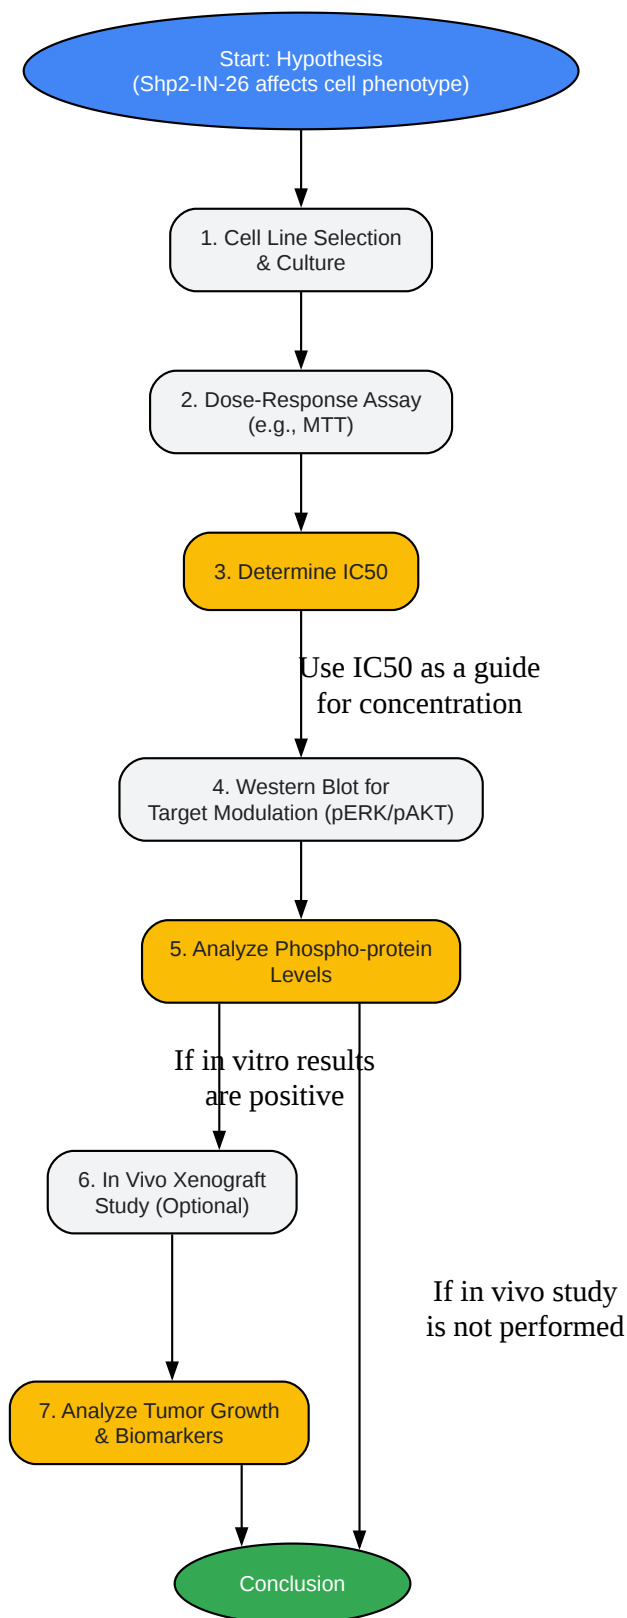 Start: Hypothesis
(Shp2-IN-26 affects cell phenotype)
1. Cell Line Selection
& Culture
2. Dose-Response Assay
(e.g., MTT)
3. Determine IC50
Use IC50 as a guide
for concentration
4. Western Blot for
Target Modulation (pERK/pAKT)
5. Analyze Phospho-protein
Levels
If in vitro results
are positive
6. In Vivo Xenograft
Study (Optional)
If in vivo study
is not performed
7. Analyze Tumor Growth
& Biomarkers
Conclusion